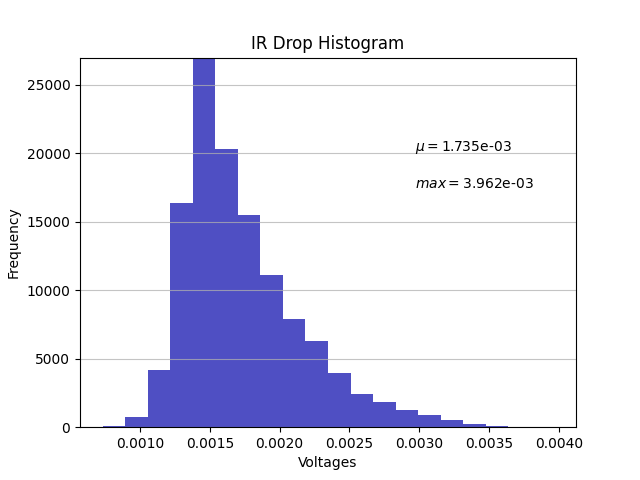 IR Drop Histogram
25000
20000
15000
10000
5000
0
Frequency
μ = 1.735e-03
max = 3.962e-03
0.0010 0.0015 0.0020 0.0025 0.0030 0.0035 0.0040
Voltages